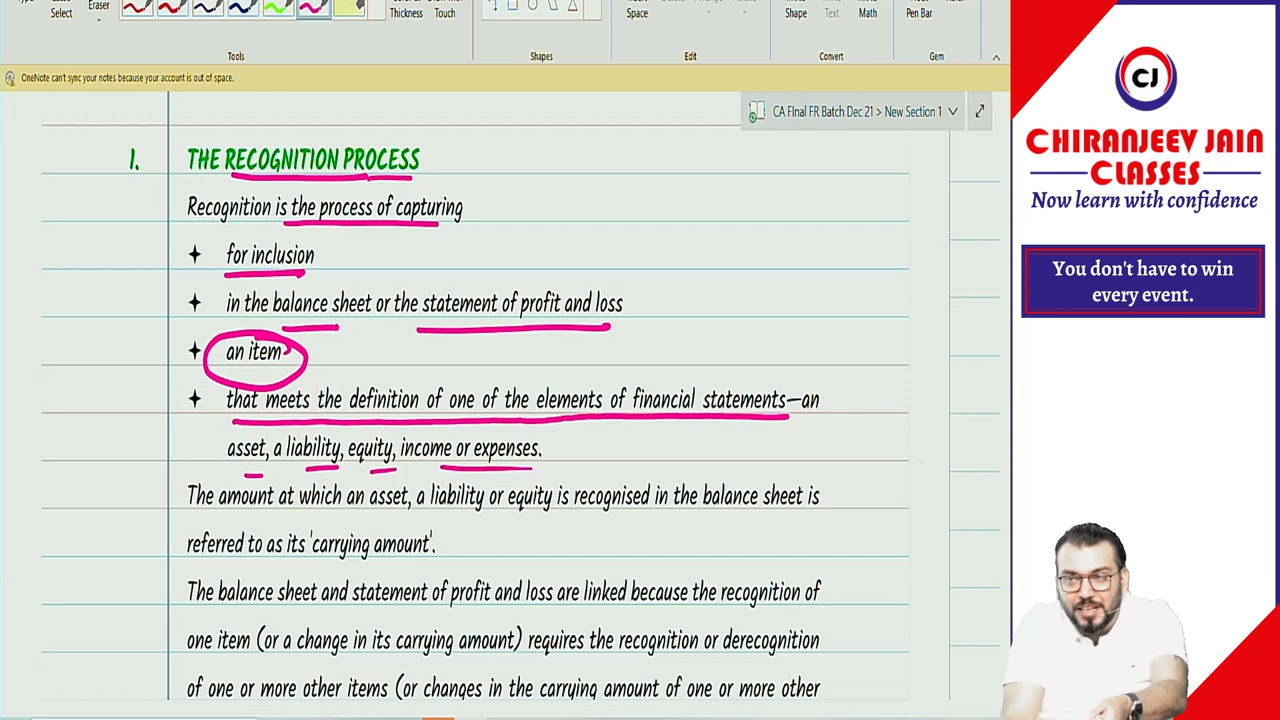 Select
Eraser
Thickness
Touch
Space
Shape
Text
Math
Pen Bar
Tools
Shapes
Edit
Convert
Gem
OneNote can't sync your notes because your account is out of space.
CA FInal FR Batch Dec 21 > New Section 1
1. THE RECOGNITION PROCESS
Recognition is the process of capturing
✦ for inclusion
✦ in the balance sheet or the statement of profit and loss
✦ an item
✦ that meets the definition of one of the elements of financial statements—an
asset, a liability, equity, income or expenses.
The amount at which an asset, a liability or equity is recognised in the balance sheet is
referred to as its 'carrying amount'.
The balance sheet and statement of profit and loss are linked because the recognition of
one item (or a change in its carrying amount) requires the recognition or derecognition
of one or more other items (or changes in the carrying amount of one or more other
CJ
CHIRANJEEV JAIN
CLASSES
Now learn with confidence
You don't have to win
every event.